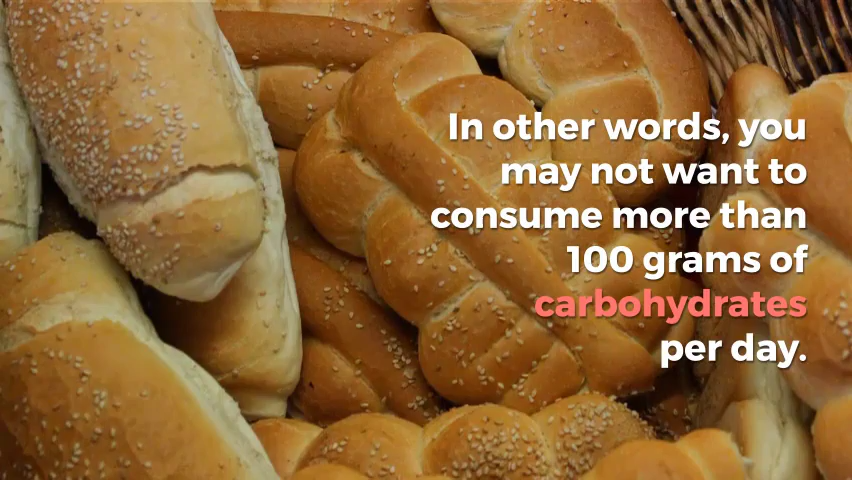 In other words, you
may not want to
consume more than
100 grams of
carbohydrates
per day.